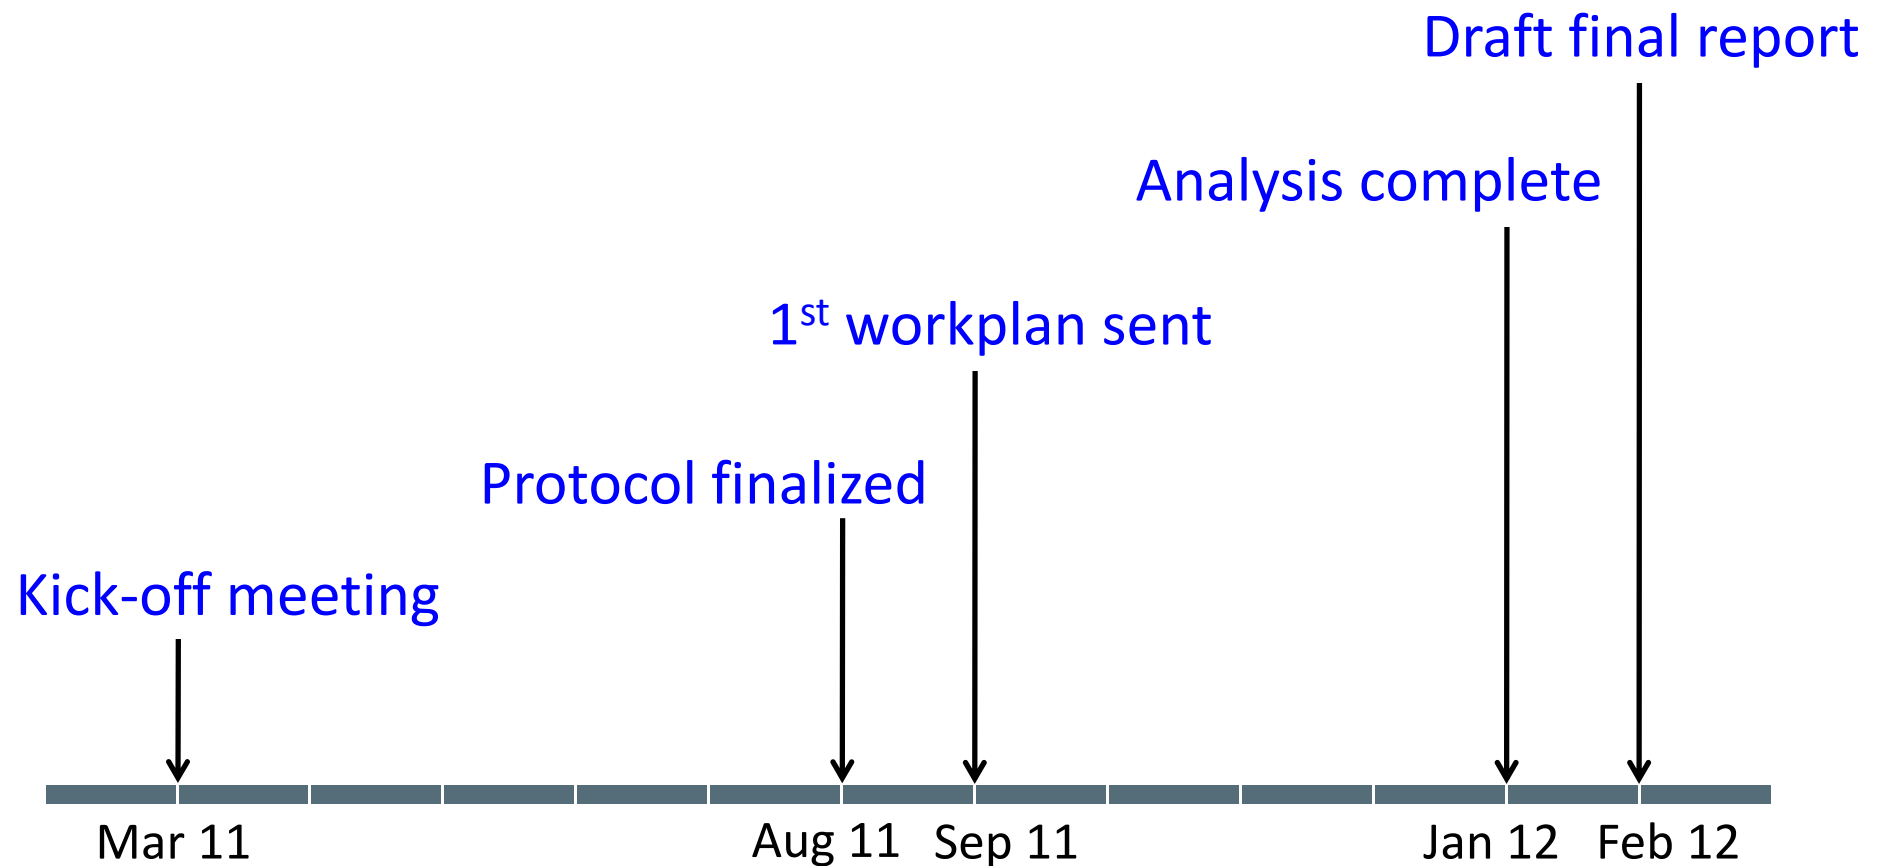 Draft final report
Analysis complete
1st workplan sent
Protocol finalized
Kick-off meeting
Mar 11
Aug 11
Sep 11
Jan 12
Feb 12